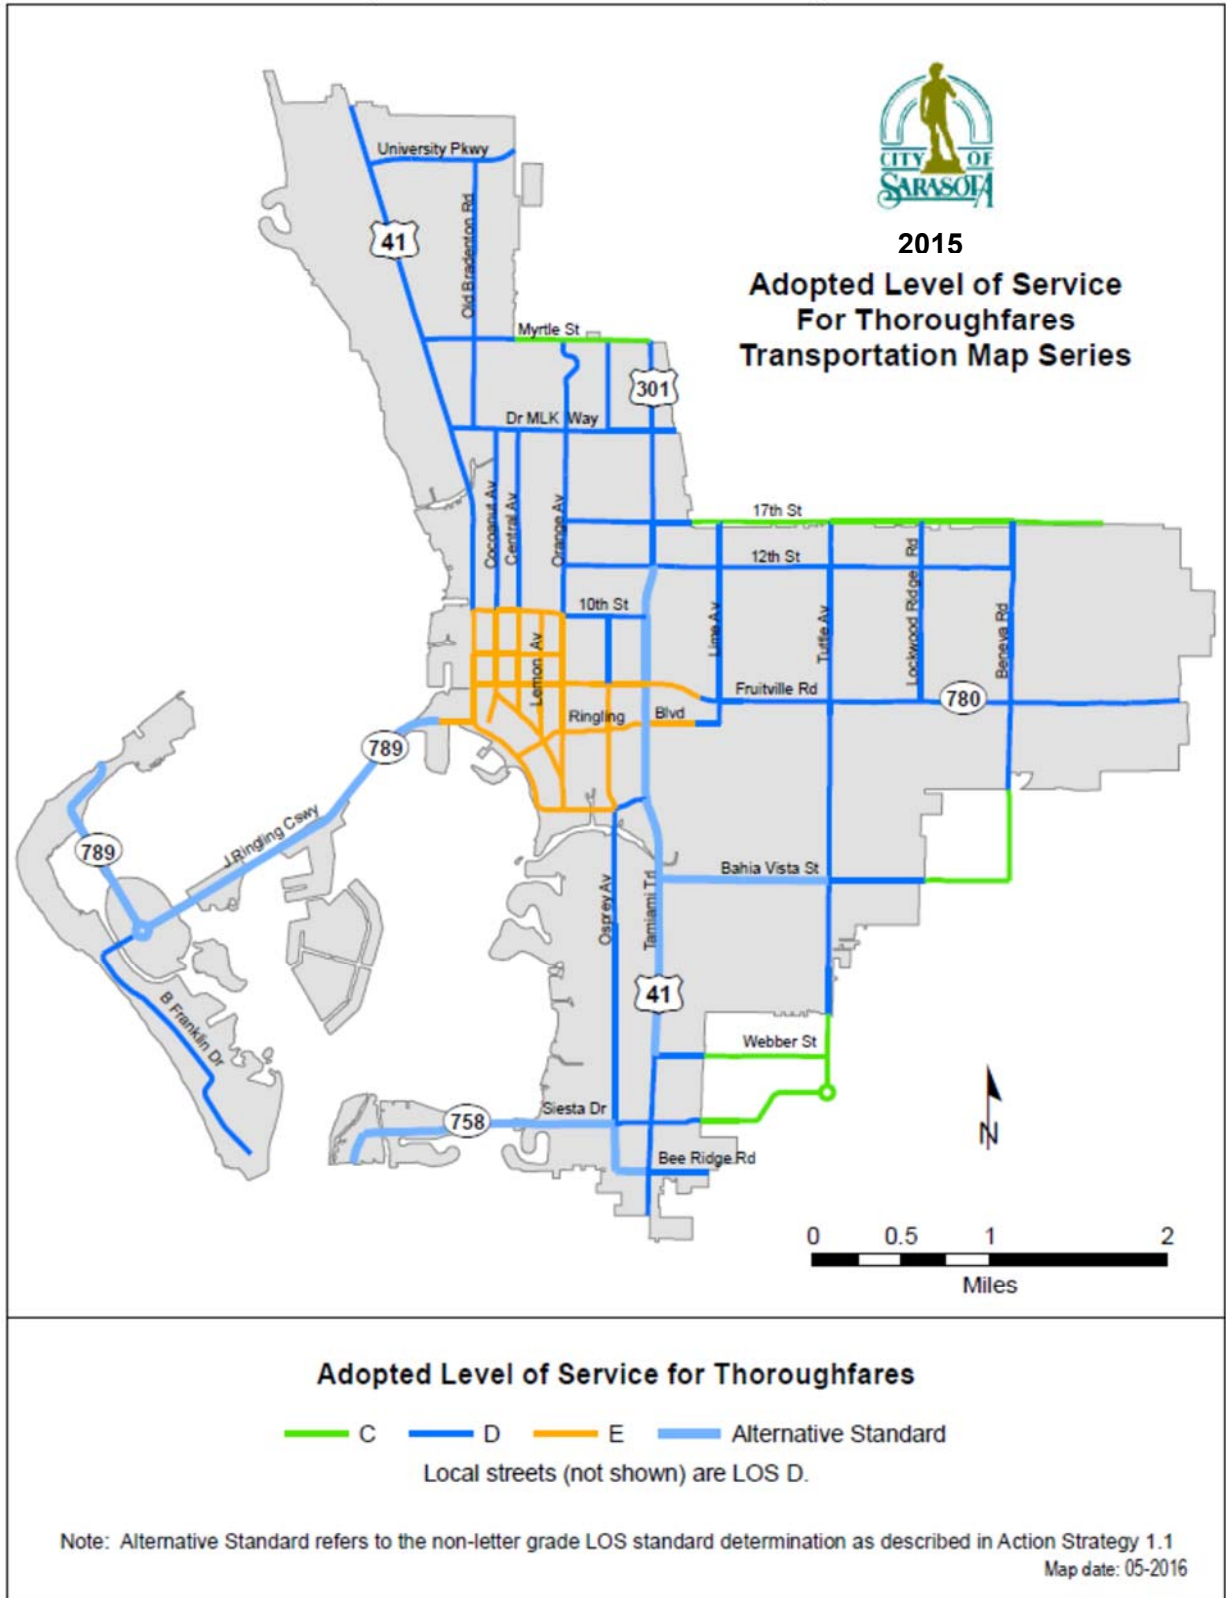 CITY OF
SARASOTA
2015
Adopted Level of Service
For Thoroughfares
Transportation Map Series
University Pkwy
41
Old Bradenton Rd
Myrtle St
301
Dr MLK Way
Cocoanut Av
Central Av
Orange Av
17th St
12th St
10th St
Lime Av
Tuttle Av
Lockwood Ridge Rd
Beneva Rd
Lemon Av
Fruitville Rd
780
Ringling Blvd
789
J Ringling Cswy
789
Bahia Vista St
Osprey Av
Tamiami Trl
41
B Franklin Dr
Webber St
Siesta Dr
758
Bee Ridge Rd
N
0 0.5 1 2
Miles
Adopted Level of Service for Thoroughfares
C D E Alternative Standard
Local streets (not shown) are LOS D.
Note: Alternative Standard refers to the non-letter grade LOS standard determination as described in Action Strategy 1.1
Map date: 05-2016